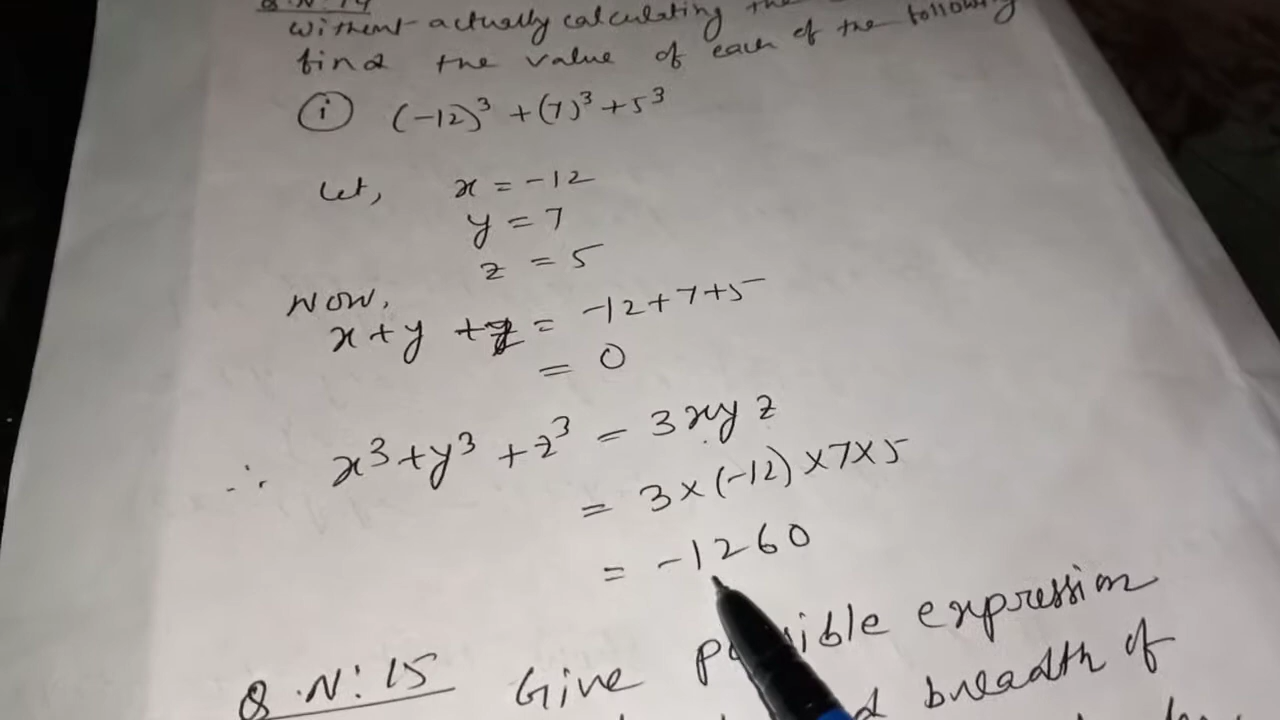 Q.N:14
without actually calculating the
find the value of each of the following
(i) (-12)³ + (7)³ + 5³
Let, x = -12
y = 7
z = 5
Now,
x + y + z = -12 + 7 + 5
= 0
∴ x³ + y³ + z³ = 3xyz
= 3 × (-12) × 7 × 5
= -1260
Q.N: 15 Give possible expression
breadth of